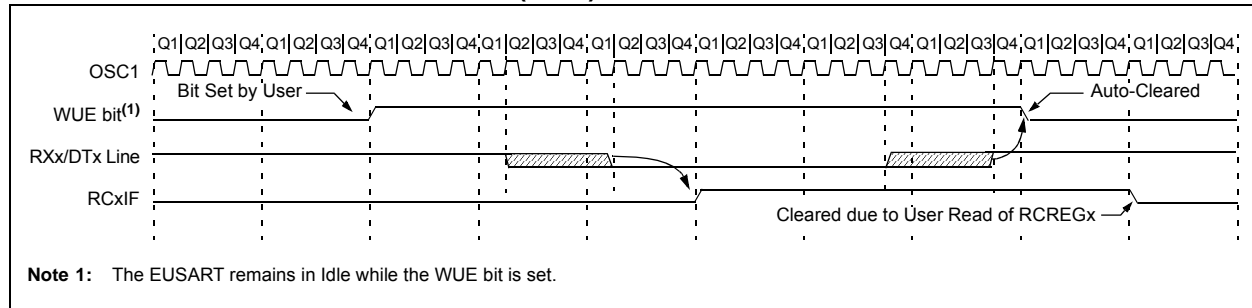 Q1 Q2 Q3 Q4 Q1 Q2 Q3 Q4 Q1 Q2 Q3 Q4 Q1 Q2 Q3 Q4 Q1 Q2 Q3 Q4 Q1 Q2 Q3 Q4 Q1 Q2 Q3 Q4 Q1 Q2 Q3 Q4 Q1 Q2 Q3 Q4 Q1 Q2 Q3 Q4
OSC1
Bit Set by User
Auto-Cleared
WUE bit(1)
RXx/DTx Line
RCxIF
Cleared due to User Read of RCREGx
Note 1: The EUSART remains in Idle while the WUE bit is set.